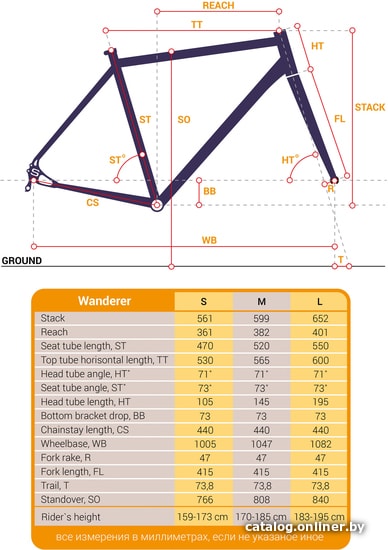 REACH
TT
HT
STACK
ST
SO
FL
ST°
HT°
BB
R
CS
WB
GROUND
T
S
Wanderer S M L
Stack 561 599 652
Reach 361 382 401
Seat tube length, ST 470 520 550
Top tube horisontal length, TT 530 565 600
Head tube angle, HT° 71° 71° 71°
Seat tube angle, ST° 73° 73° 73°
Head tube length, HT 105 145 195
Bottom bracket drop, BB 73 73 73
Chainstay length, CS 440 440 440
Wheelbase, WB 1005 1047 1082
Fork rake, R 47 47 47
Fork length, FL 415 415 415
Trail, T 73,8 73,8 73,8
Standover, SO 766 808 840
Rider`s height 159-173 cm 170-185 cm 183-195 cm
все измерения в миллиметрах, если не указаное иное
catalog.onliner.by